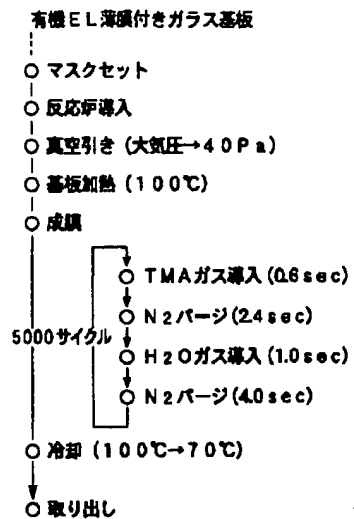 有機EL薄膜付きガラス基板
マスクセット
反応炉導入
真空引き (大気圧→40Pa)
基板加熱 (100℃)
成膜
TMAガス導入 (0.6sec)
N2パージ (2.4sec)
5000サイクル
H2Oガス導入 (1.0sec)
N2パージ (4.0sec)
冷却 (100℃→70℃)
取り出し